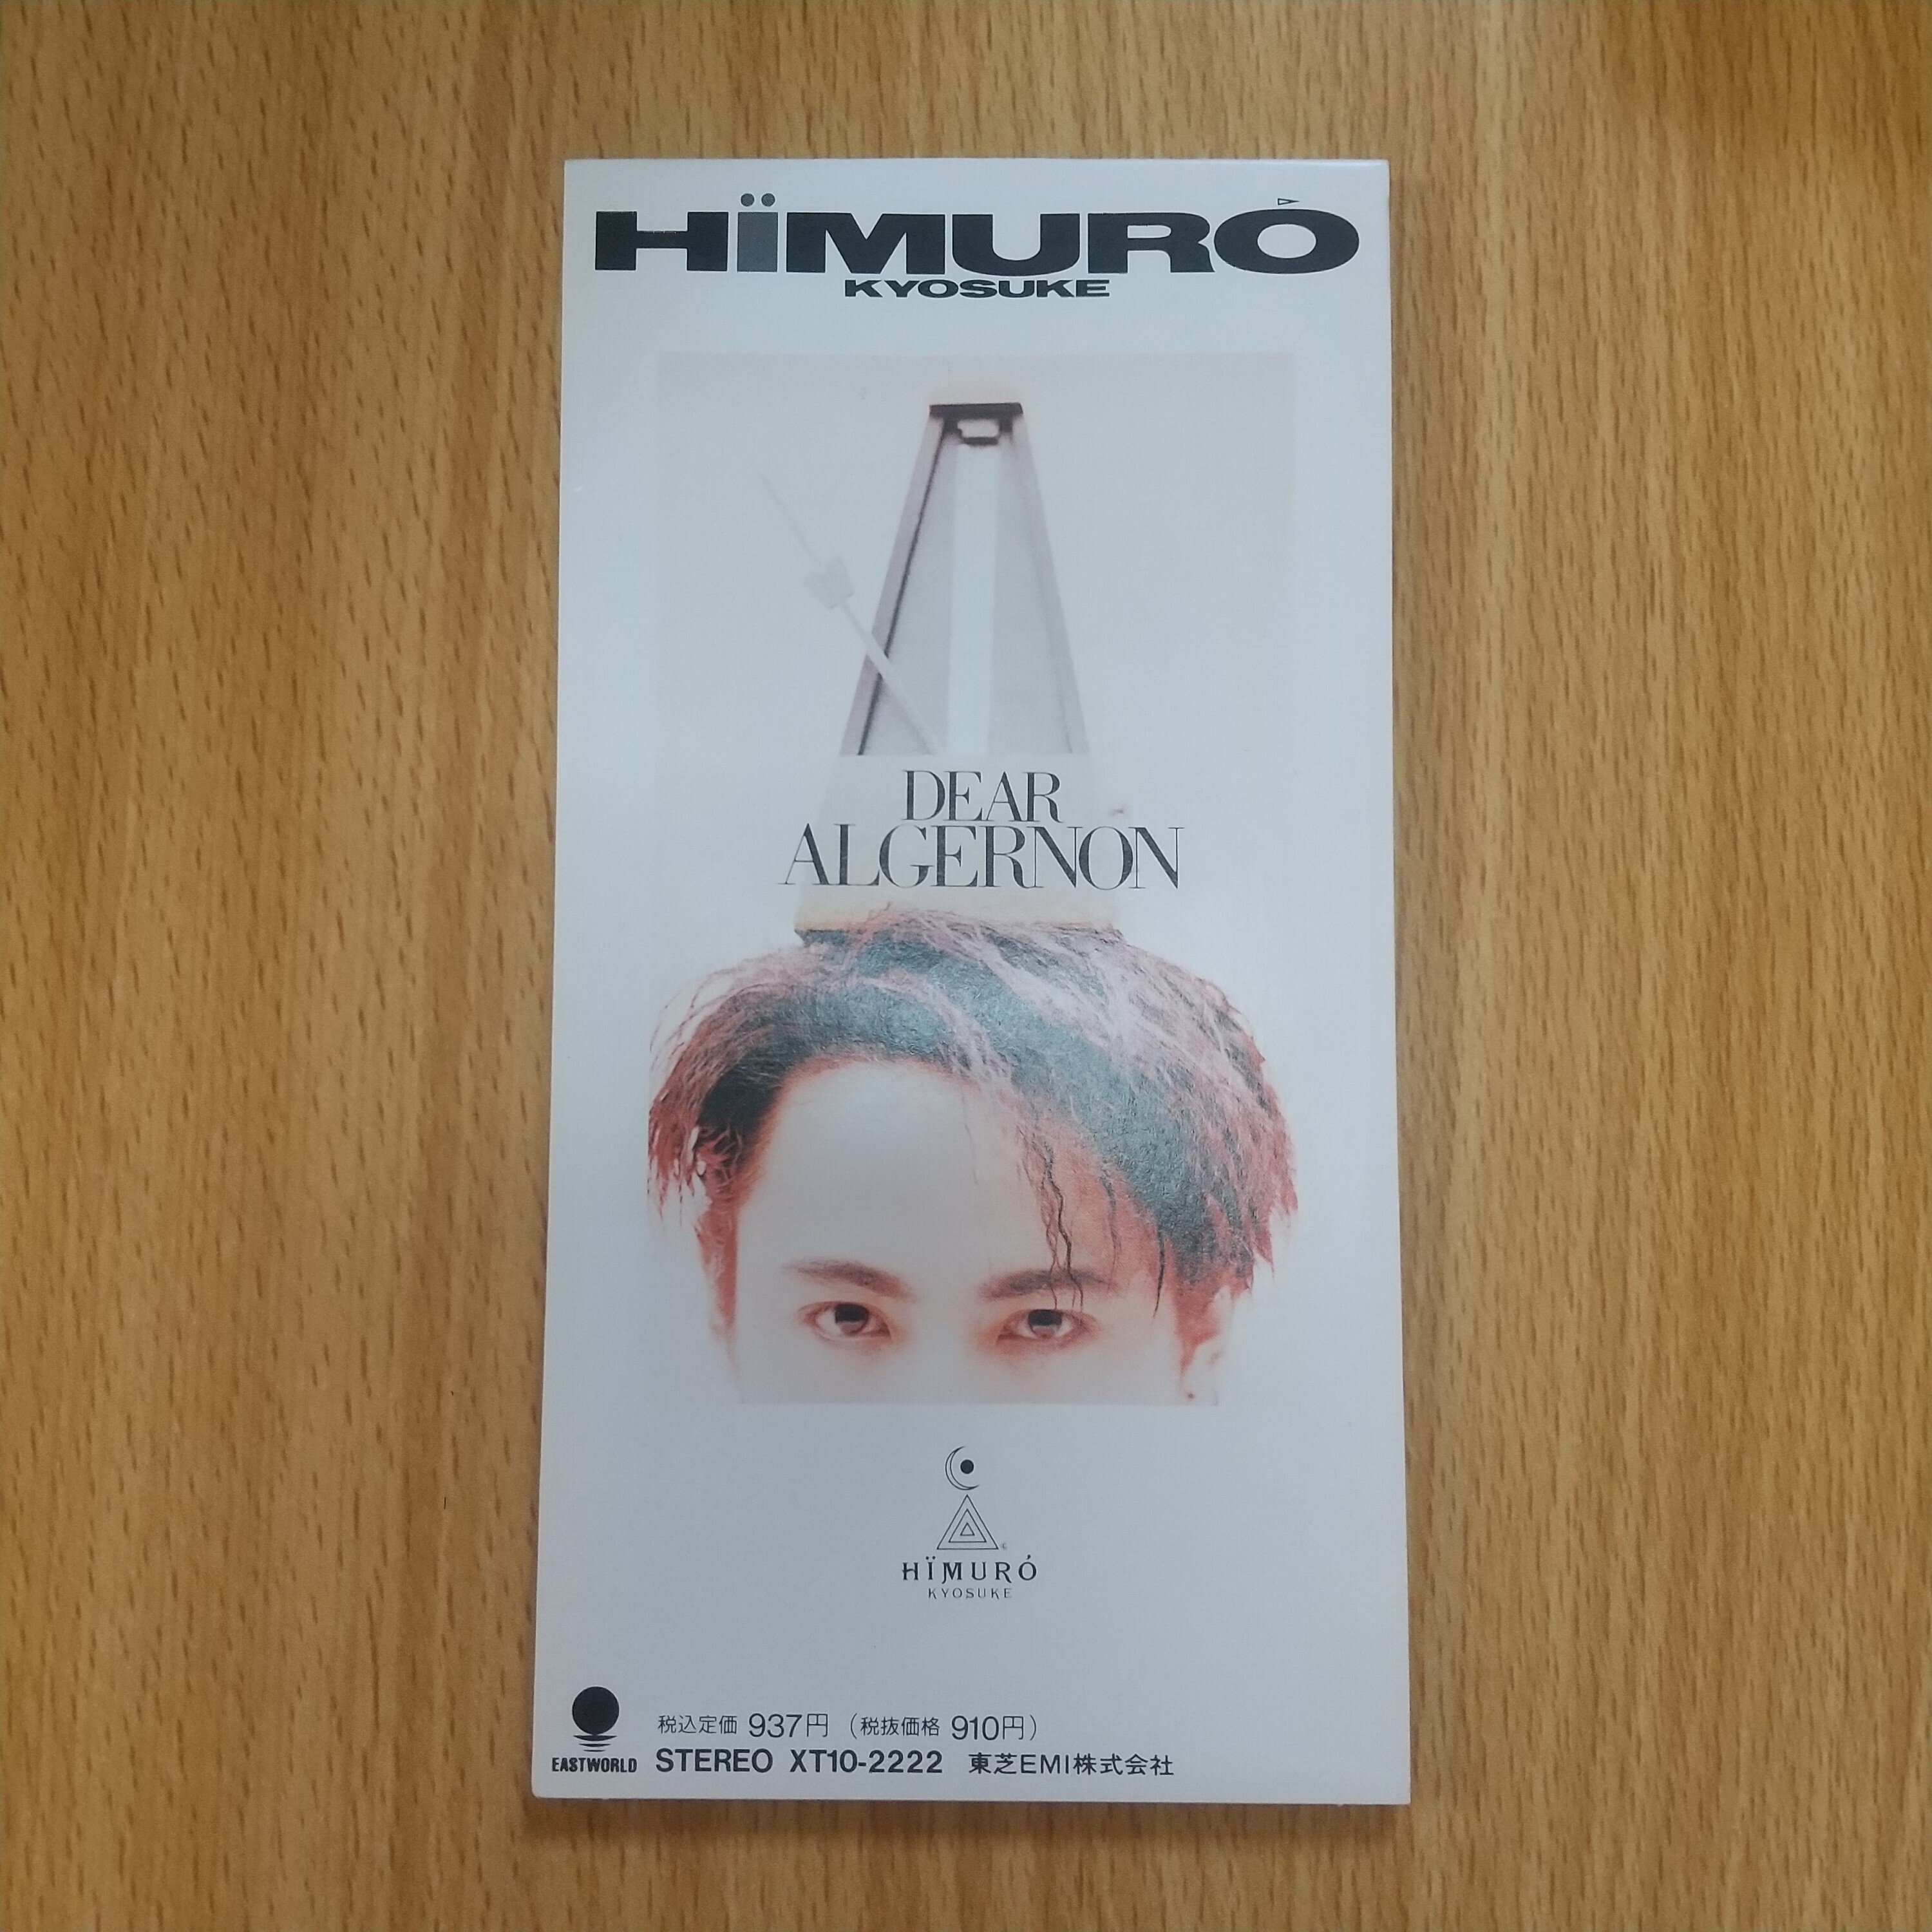 HÏMURÓ
KYOSUKE
DEAR
ALGERNON
HÏMURÓ
KYOSUKE
税込定価 937円 (税抜価格 910円)
EASTWORLD STEREO XT10-2222 東芝EMI株式会社